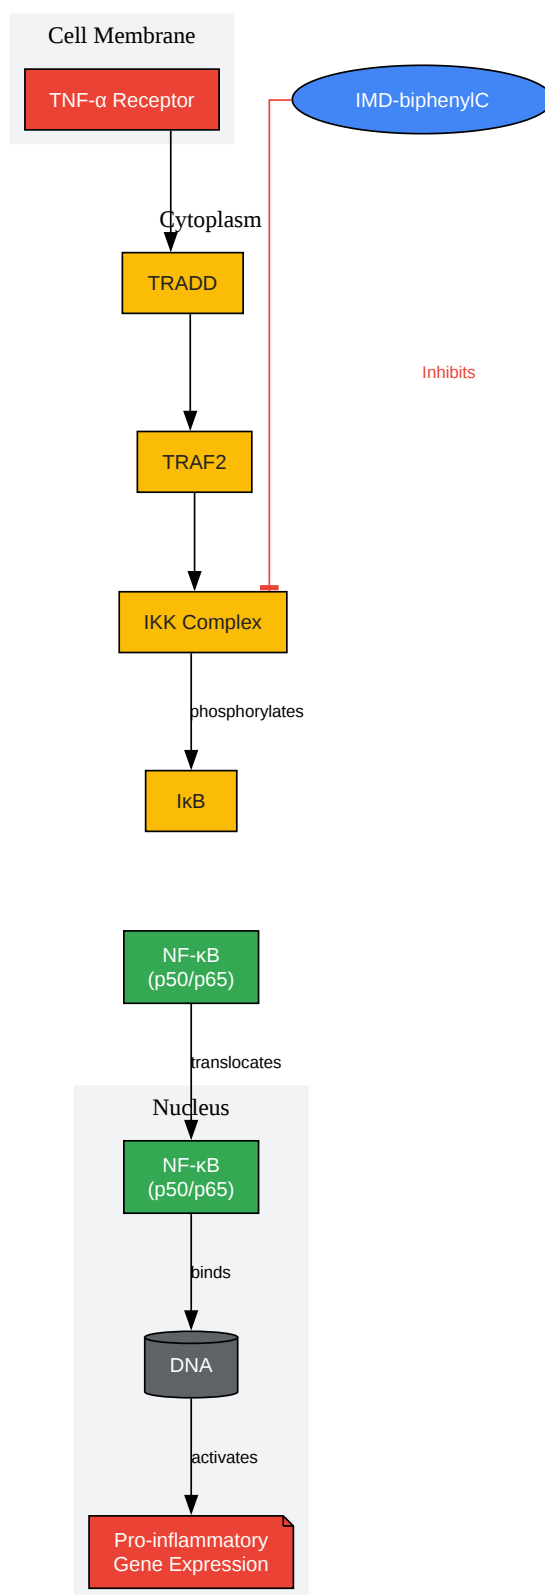 Cell Membrane
TNF-α Receptor
IMD-biphenylC
Cytoplasm
TRADD
Inhibits
TRAF2
IKK Complex
phosphorylates
IκB
NF-κB
(p50/p65)
translocates
Nucleus
NF-κB
(p50/p65)
binds
DNA
activates
Pro-inflammatory
Gene Expression